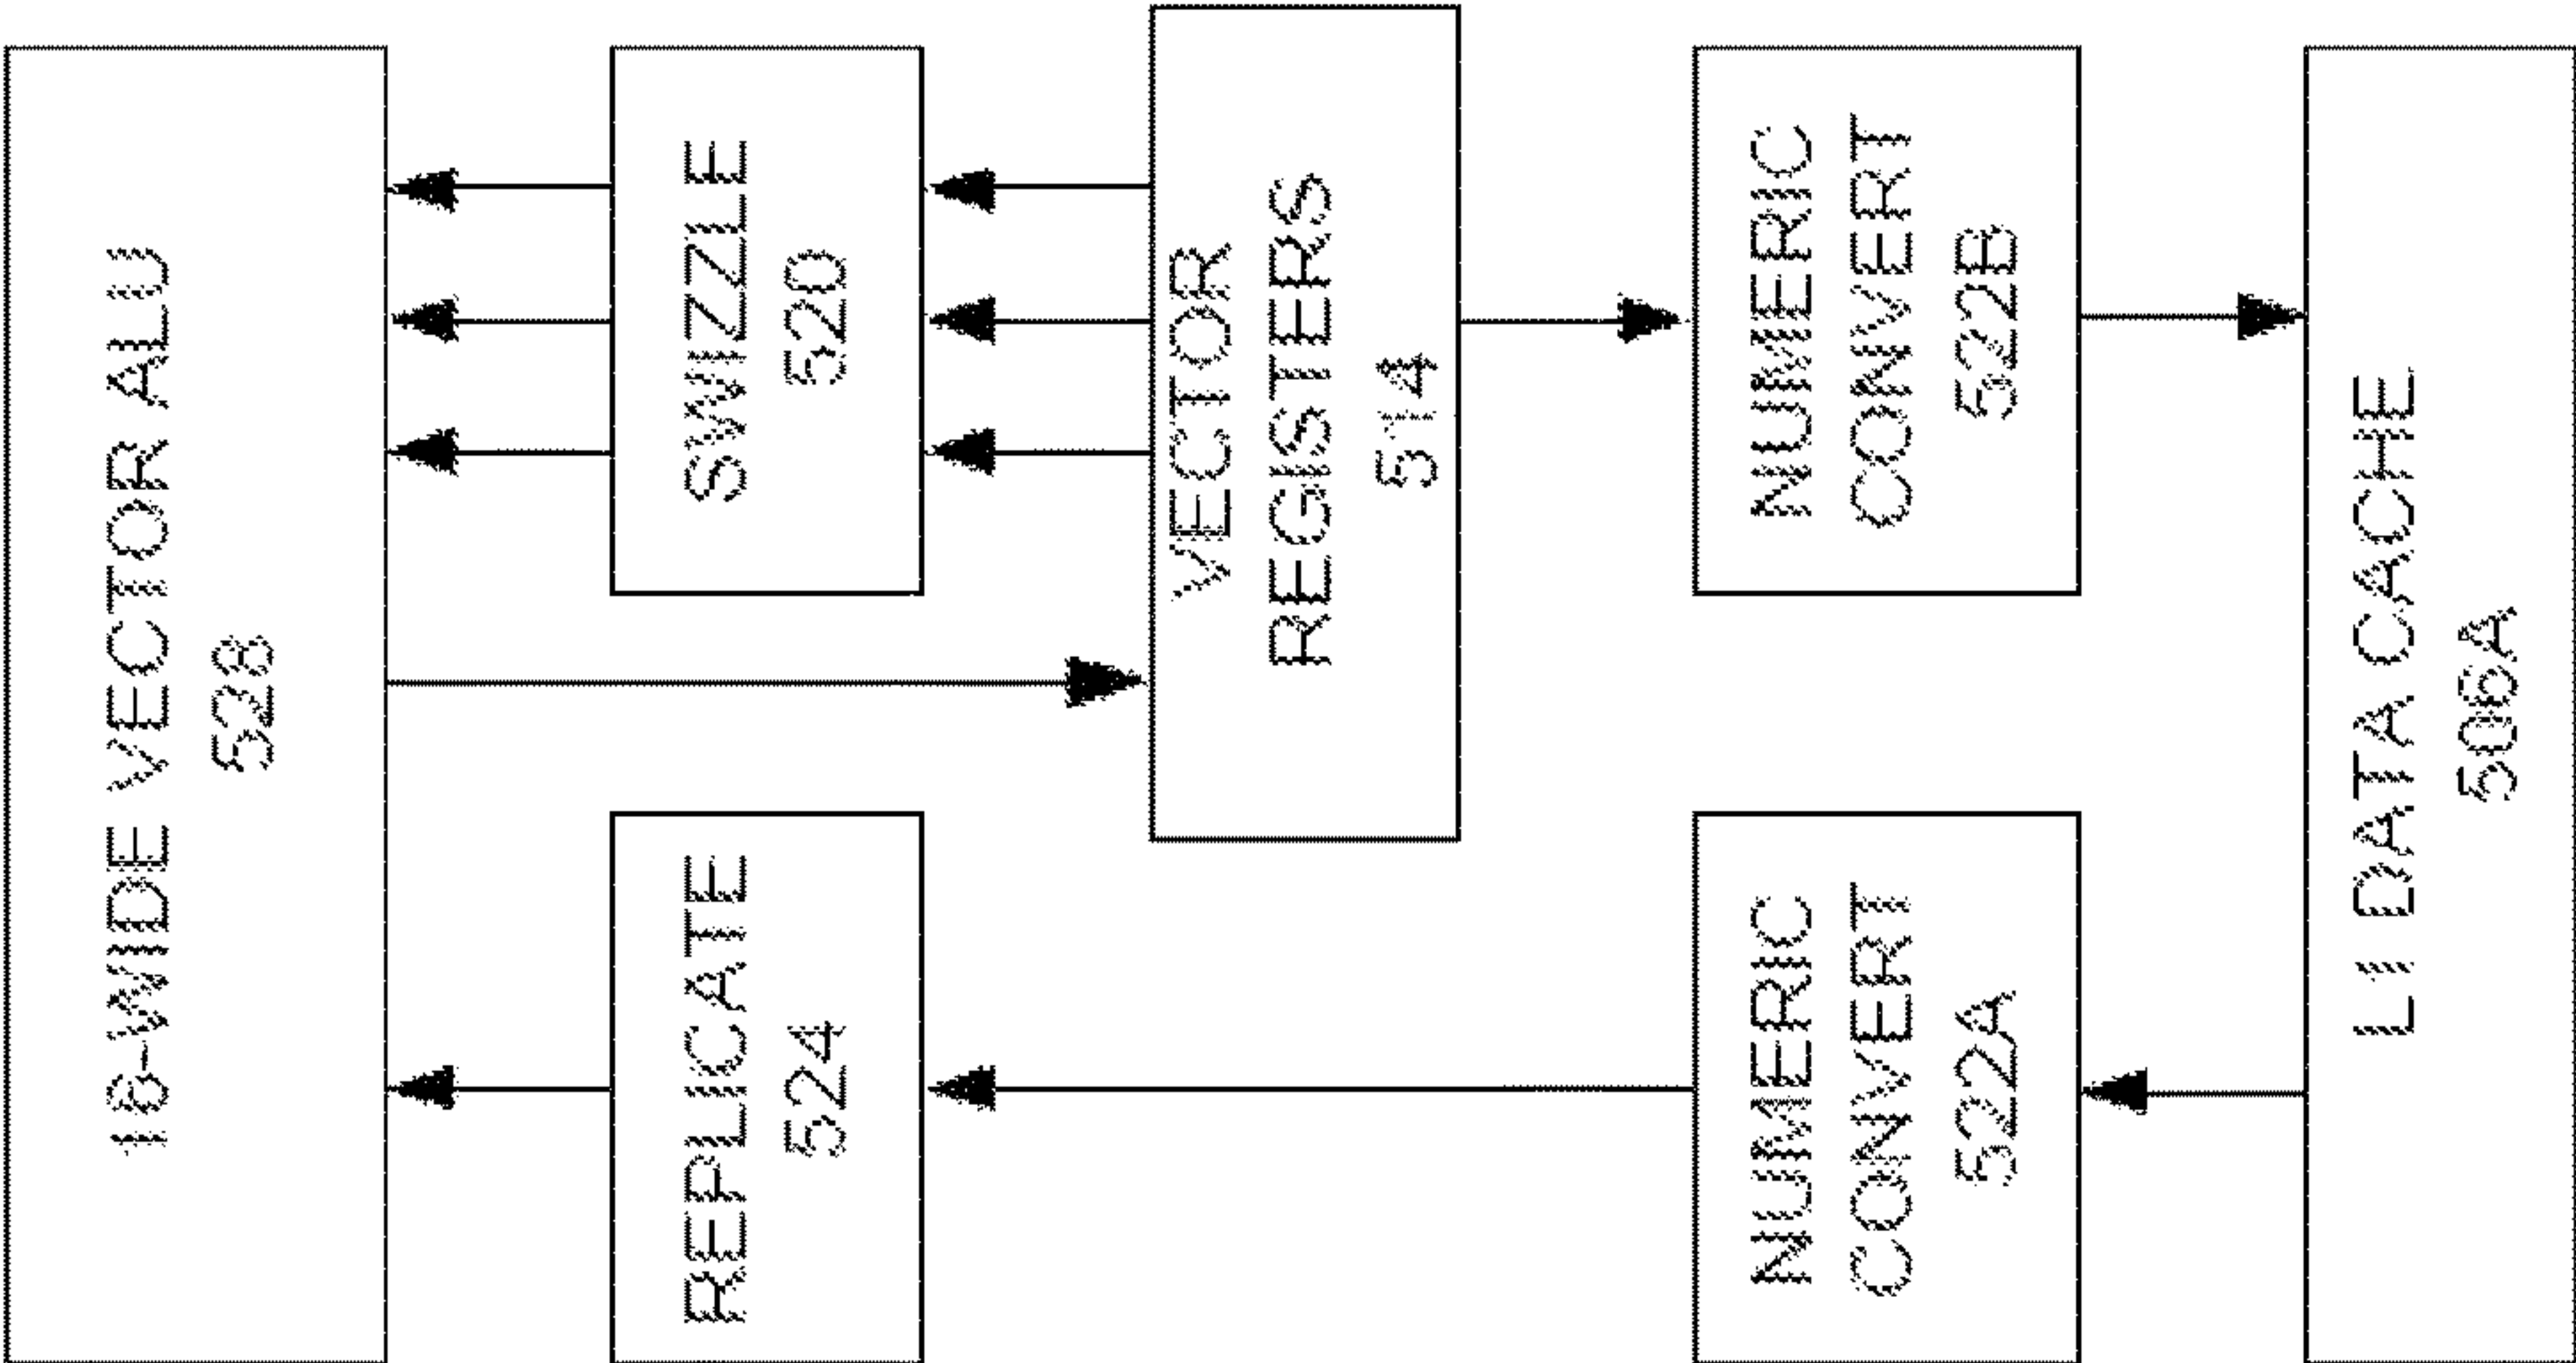 18-WIDE VECTOR ALU
528
REPLICATE
524
SWIZZLE
520
VECTOR
REGISTERS
514
NUMERIC
CONVERT
522A
NUMERIC
CONVERT
522B
L1 DATA CACHE
506A